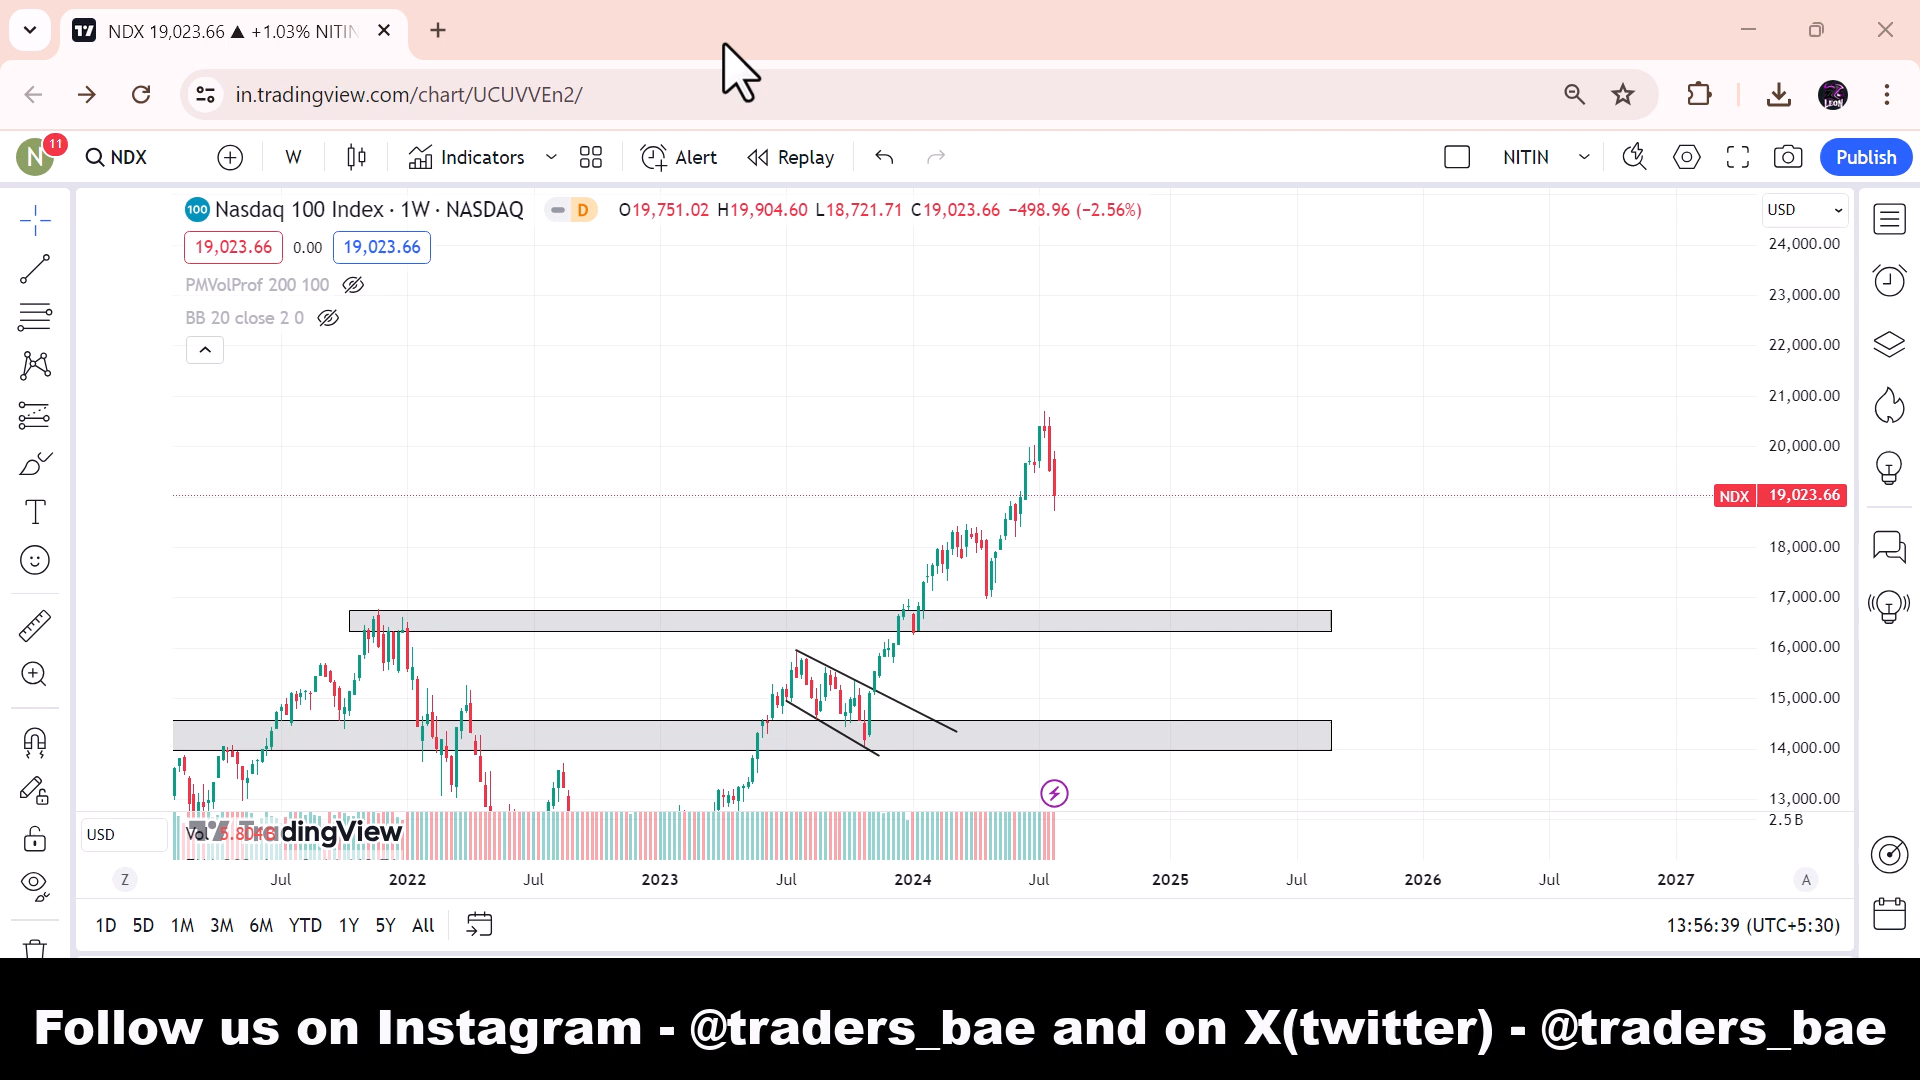 NDX 19,023.66 ▲ +1.03% NITIN
in.tradingview.com/chart/UCUVVEn2/
LEON
N 11 NDX W Indicators Alert Replay NITIN Publish
100 Nasdaq 100 Index · 1W · NASDAQ D O19,751.02 H19,904.60 L18,721.71 C19,023.66 −498.96 (−2.56%) USD
19,023.66 0.00 19,023.66
PMVolProf 200 100
BB 20 close 2 0
24,000.00
23,000.00
22,000.00
21,000.00
20,000.00
NDX 19,023.66
18,000.00
17,000.00
16,000.00
15,000.00
14,000.00
13,000.00
2.5B
USD Vol TradingView
Z Jul 2022 Jul 2023 Jul 2024 Jul 2025 Jul 2026 Jul 2027 A
1D 5D 1M 3M 6M YTD 1Y 5Y All 13:56:39 (UTC+5:30)
Follow us on Instagram - @traders_bae and on X(twitter) - @traders_bae